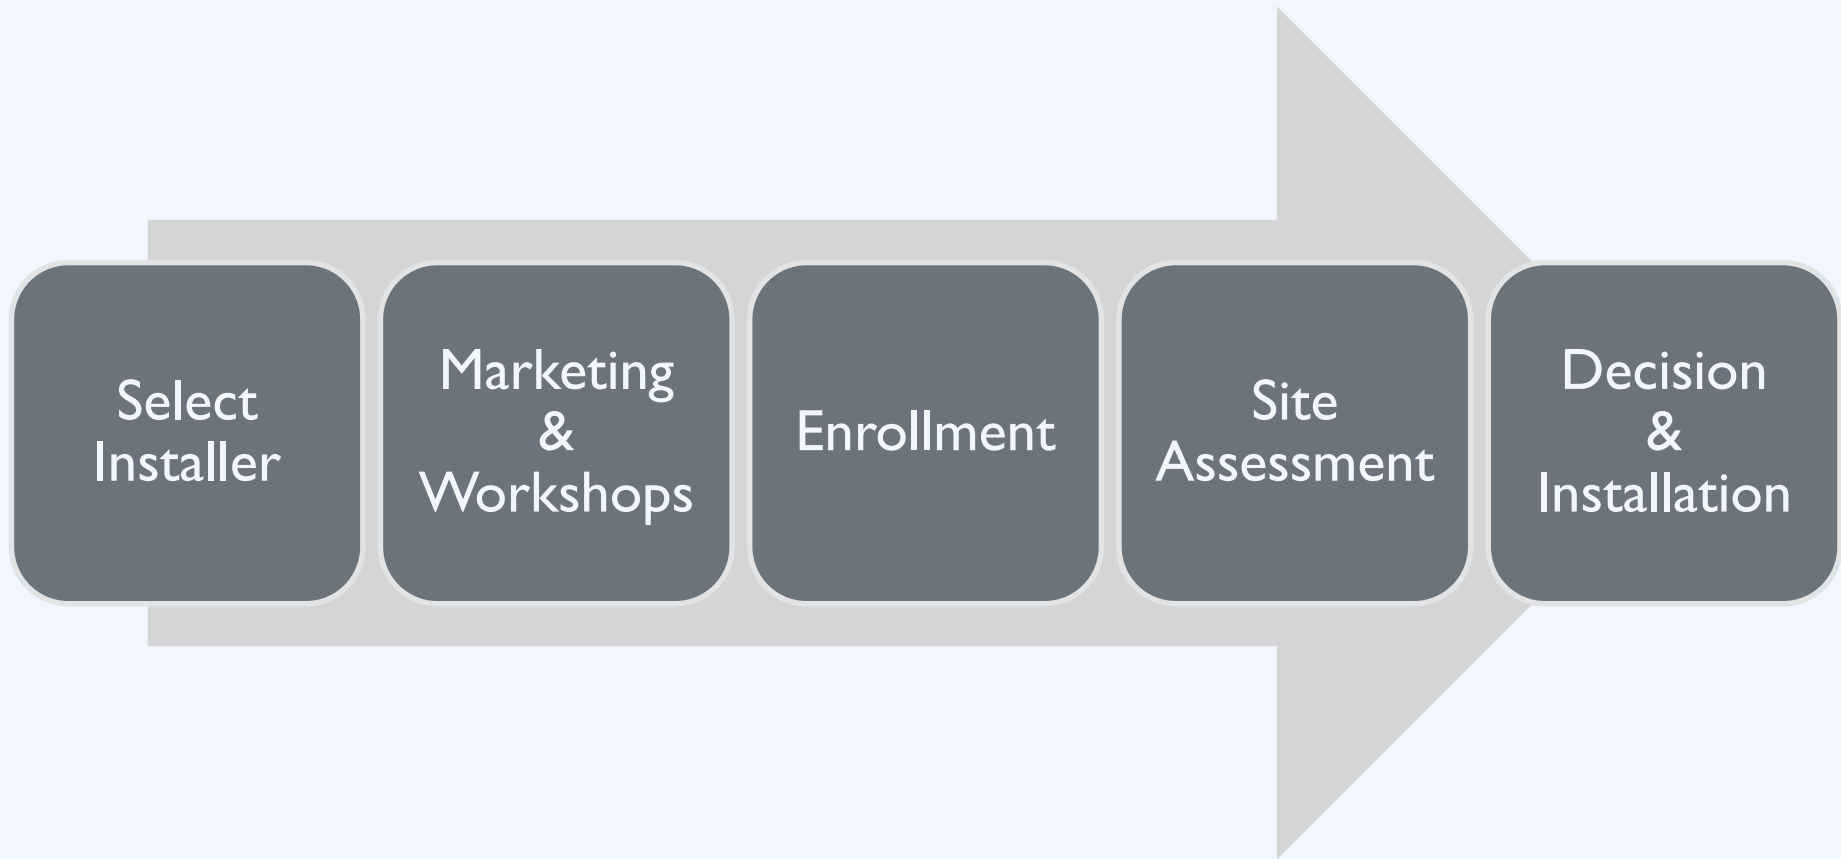 Select
Installer
Marketing
&
Workshops
Enrollment
Site
Assessment
Decision
&
Installation